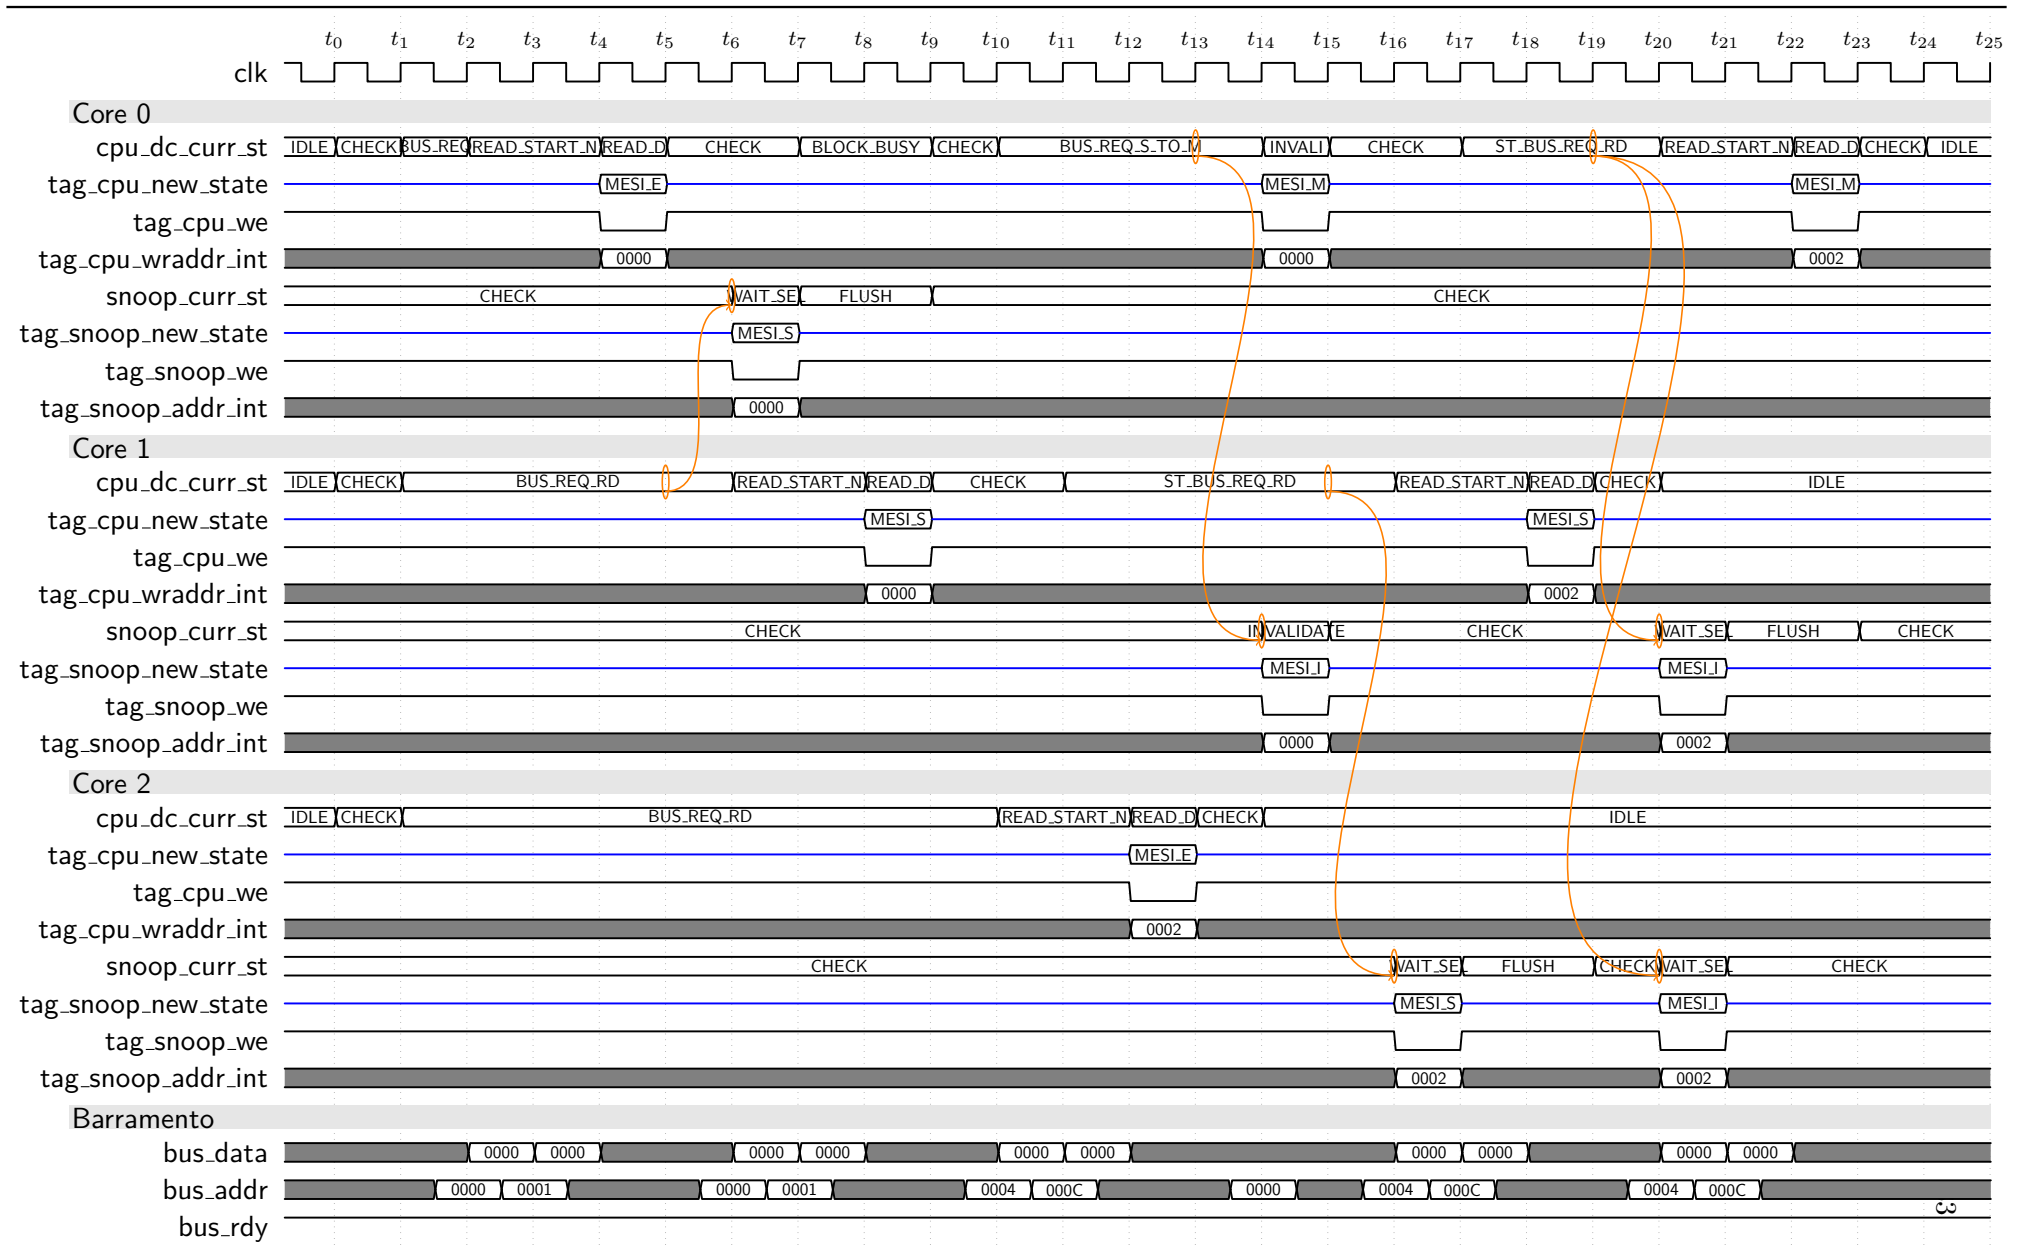 t0 t1 t2 t3 t4 t5 t6 t7 t8 t9 t10 t11 t12 t13 t14 t15 t16 t17 t18 t19 t20 t21 t22 t23 t24 t25
clk
Core 0
cpu_dc_curr_st IDLE CHECK BUS_REQ READ_START_N READ_D CHECK BLOCK_BUSY CHECK BUS_REQ_S_TO_M INVALI CHECK ST_BUS_REQ_RD READ_START_N READ_D CHECK IDLE
tag_cpu_new_state MESI_E MESI_M MESI_M
tag_cpu_we
tag_cpu_wraddr_int 0000 0000 0002
snoop_curr_st CHECK WAIT_SEL FLUSH CHECK
tag_snoop_new_state MESI_S
tag_snoop_we
tag_snoop_addr_int 0000
Core 1
cpu_dc_curr_st IDLE CHECK BUS_REQ_RD READ_START_N READ_D CHECK ST_BUS_REQ_RD READ_START_N READ_D CHECK IDLE
tag_cpu_new_state MESI_S MESI_S
tag_cpu_we
tag_cpu_wraddr_int 0000 0002
snoop_curr_st CHECK INVALIDATE CHECK WAIT_SEL FLUSH CHECK
tag_snoop_new_state MESI_I MESI_I
tag_snoop_we
tag_snoop_addr_int 0000 0002
Core 2
cpu_dc_curr_st IDLE CHECK BUS_REQ_RD READ_START_N READ_D CHECK IDLE
tag_cpu_new_state MESI_E
tag_cpu_we
tag_cpu_wraddr_int 0002
snoop_curr_st CHECK WAIT_SEL FLUSH CHECK WAIT_SEL CHECK
tag_snoop_new_state MESI_S MESI_I
tag_snoop_we
tag_snoop_addr_int 0002 0002
Barramento
bus_data 0000 0000 0000 0000 0000 0000 0000 0000 0000 0000
bus_addr 0000 0001 0000 0001 0004 000C 0000 0004 000C 0004 000C
3
bus_rdy